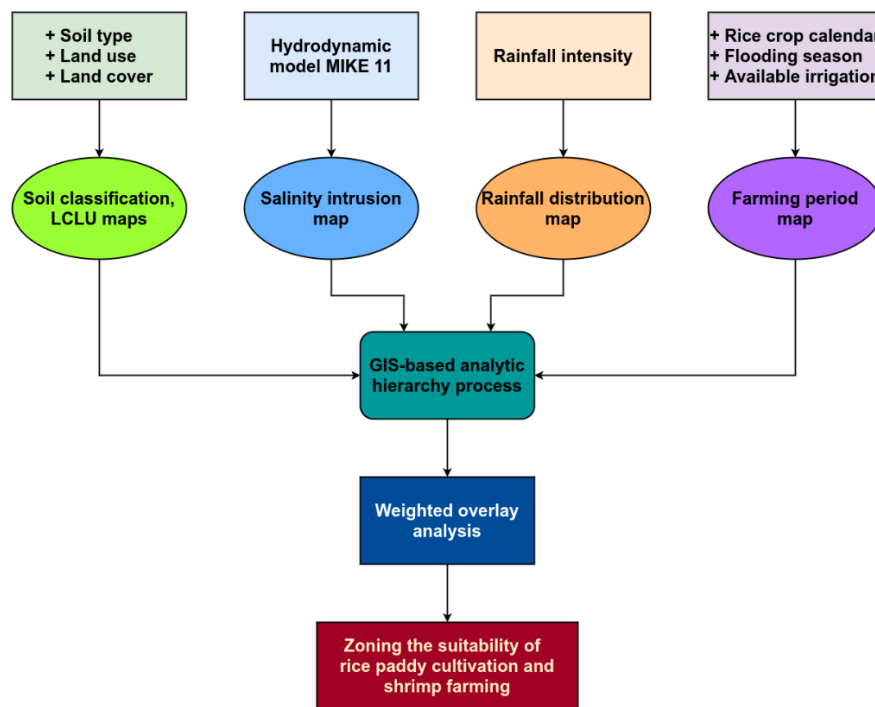 + Soil type
+ Land use
+ Land cover
Hydrodynamic
model MIKE 11
Rainfall intensity
+ Rice crop calendar
+ Flooding season
+ Available irrigation
Soil classification,
LCLU maps
Salinity intrusion
map
Rainfall distribution
map
Farming period
map
GIS-based analytic
hierarchy process
Weighted overlay
analysis
Zoning the suitability of
rice paddy cultivation and
shrimp farming